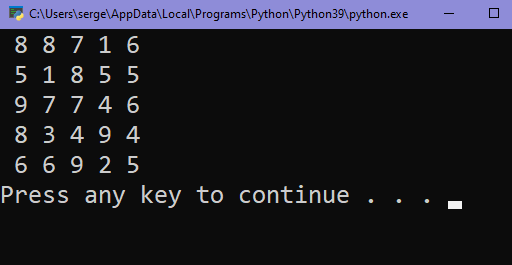 C:\Users\serge\AppData\Local\Programs\Python\Python39\python.exe
8 8 7 1 6
5 1 8 5 5
9 7 7 4 6
8 3 4 9 4
6 6 9 2 5
Press any key to continue . . .